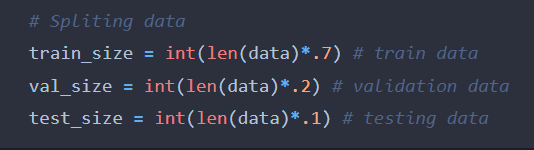 # Spliting data
train_size = int(len(data)*.7) # train data
val_size = int(len(data)*.2) # validation data
test_size = int(len(data)*.1) # testing data